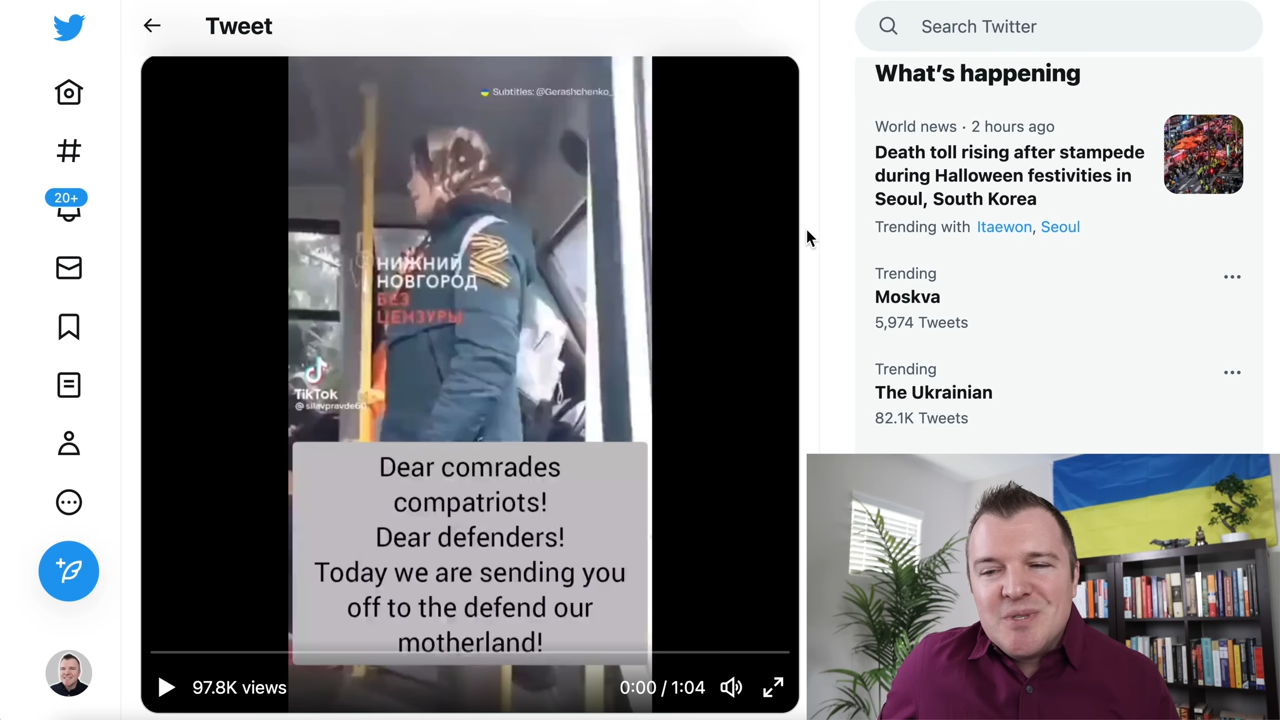 Tweet
Search Twitter
20+
Subtitles: @Gerashchenko_
НИЖНИЙ
НОВГОРОД
БЕЗ
ЦЕНЗУРЫ
TikTok
Dear comrades
compatriots!
Dear defenders!
Today we are sending you
off to the defend our
motherland!
97.8K views
0:00 / 1:04
What's happening
World news · 2 hours ago
Death toll rising after stampede
during Halloween festivities in
Seoul, South Korea
Trending with Itaewon, Seoul
Trending
Moskva
5,974 Tweets
Trending
The Ukrainian
82.1K Tweets